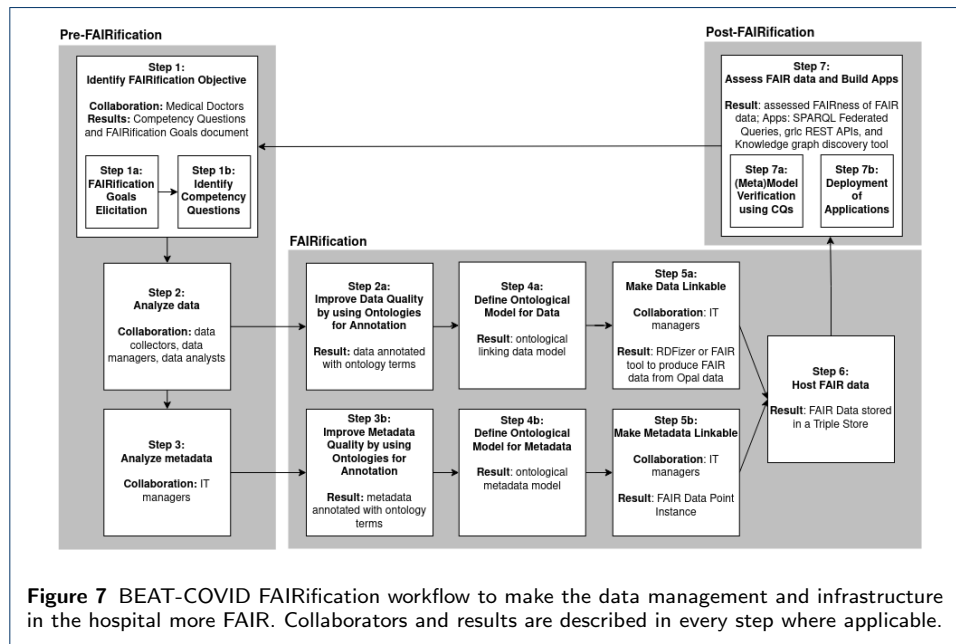 Pre-FAIRification
Step 1:
Identify FAIRification Objective
Collaboration: Medical Doctors
Results: Competency Questions
and FAIRification Goals document
Step 1a:
FAIRification
Goals
Elicitation
Step 1b:
Identify
Competency
Questions
Step 2:
Analyze data
Collaboration: data
collectors, data
managers, data analysts
Step 3:
Analyze metadata
Collaboration: IT
managers
FAIRification
Step 2a:
Improve Data Quality
by using Ontologies
for Annotation
Result: data annotated
with ontology terms
Step 4a:
Define Ontological
Model for Data
Result: ontological
linking data model
Step 5a:
Make Data Linkable
Collaboration: IT
managers
Result: RDFizer or FAIR
tool to produce FAIR
data from Opal data
Step 3b:
Improve Metadata
Quality by using
Ontologies for
Annotation
Result: metadata
annotated with ontology
terms
Step 4b:
Define Ontological
Model for Metadata
Result: ontological
metadata model
Step 5b:
Make Metadata Linkable
Collaboration: IT
managers
Result: FAIR Data Point
Instance
Step 6:
Host FAIR data
Result: FAIR Data stored
in a Triple Store
Post-FAIRification
Step 7:
Assess FAIR data and Build Apps
Result: assessed FAIRness of FAIR
data; Apps: SPARQL Federated
Queries, grlc REST APIs, and
Knowledge graph discovery tool
Step 7a:
(Meta)Model
Verification
using CQs
Step 7b:
Deployment
of
Applications
Figure 7 BEAT-COVID FAIRification workflow to make the data management and infrastructure
in the hospital more FAIR. Collaborators and results are described in every step where applicable.